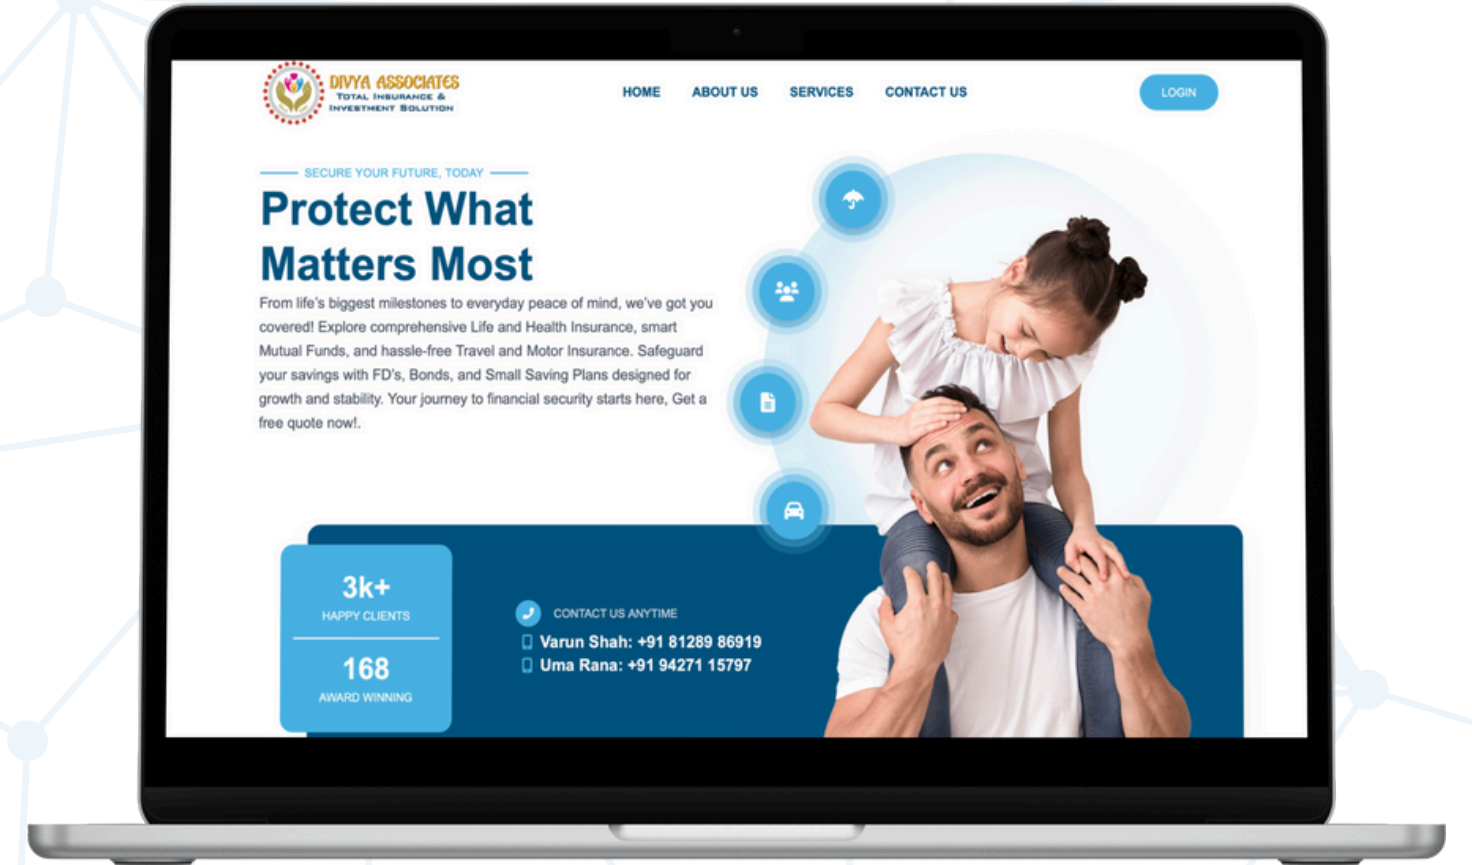 DIVYA ASSOCIATES
TOTAL INSURANCE &
INVESTMENT SOLUTION
HOME ABOUT US SERVICES CONTACT US
LOGIN
SECURE YOUR FUTURE, TODAY
Protect What
Matters Most
From life's biggest milestones to everyday peace of mind, we've got you
covered! Explore comprehensive Life and Health Insurance, smart
Mutual Funds, and hassle-free Travel and Motor Insurance. Safeguard
your savings with FD's, Bonds, and Small Saving Plans designed for
growth and stability. Your journey to financial security starts here, Get a
free quote now!.
3k+
HAPPY CLIENTS
168
AWARD WINNING
CONTACT US ANYTIME
Varun Shah: +91 81289 86919
Uma Rana: +91 94271 15797